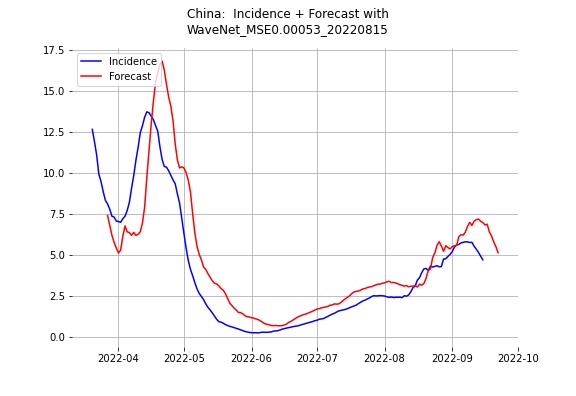 China:  Incidence + Forecast with
WaveNet_MSE0.00053_20220815
17.5
15.0
12.5
10.0
7.5
5.0
2.5
0.0
Incidence
Forecast
2022-04 2022-05 2022-06 2022-07 2022-08 2022-09 2022-10